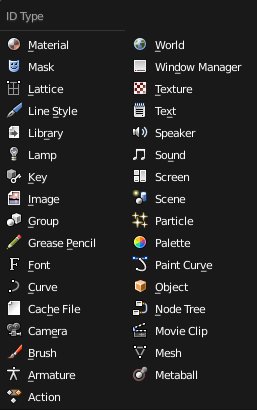 ID Type
Material
Mask
Lattice
Line Style
Library
Lamp
Key
Image
Group
Grease Pencil
Font
Curve
Cache File
Camera
Brush
Armature
Action
World
Window Manager
Texture
Text
Speaker
Sound
Screen
Scene
Particle
Palette
Paint Curve
Object
Node Tree
Movie Clip
Mesh
Metaball